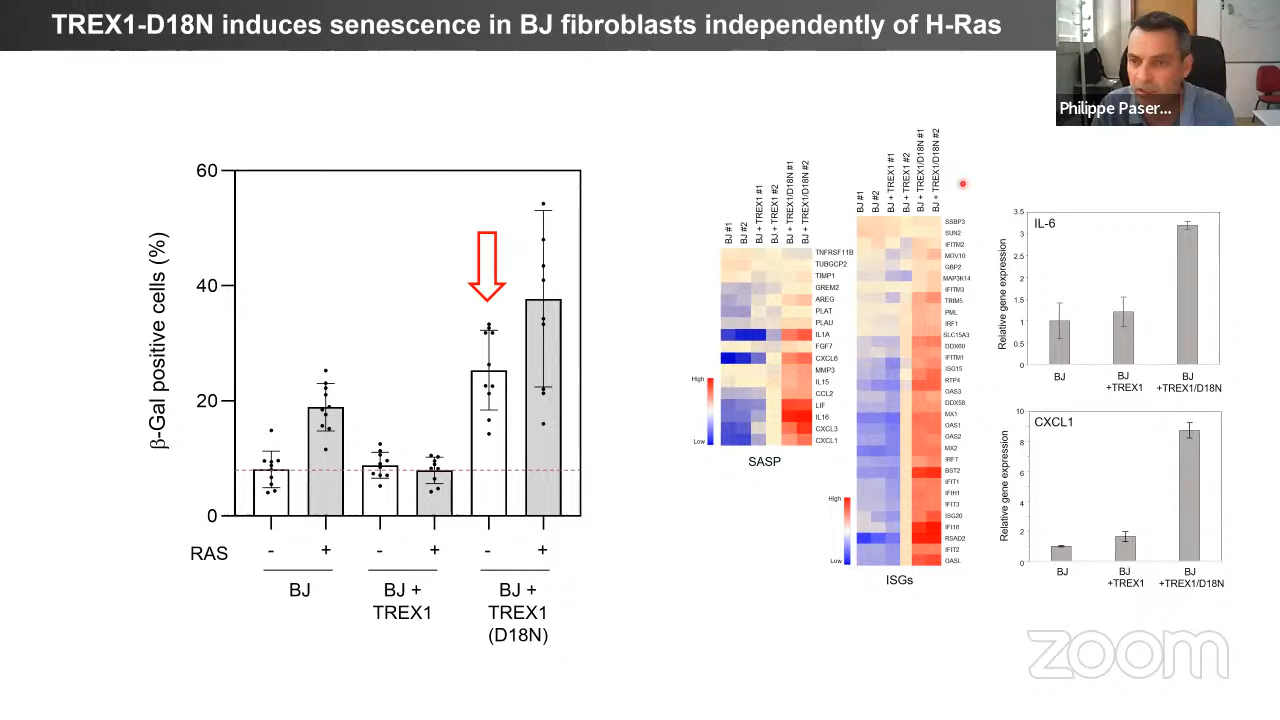 TREX1-D18N induces senescence in BJ fibroblasts independently of H-Ras
Philippe Paser...
β-Gal positive cells (%)
60
40
20
0
RAS
-
+
-
+
-
+
BJ
BJ +
TREX1
BJ +
TREX1
(D18N)
BJ #1
BJ #2
BJ + TREX1 #1
BJ + TREX1 #2
BJ + TREX1/D18N #1
BJ + TREX1/D18N #2
TNFRSF11B
TUBGCP2
TIMP1
GREM2
AREG
PLAT
PLAU
IL1A
FGF7
CXCL6
MMP3
IL15
CCL2
LIF
IL16
CXCL3
CXCL1
High
Low
SASP
BJ #1
BJ #2
BJ + TREX1 #1
BJ + TREX1 #2
BJ + TREX1/D18N #1
BJ + TREX1/D18N #2
SSBP3
SUN2
IFITM2
MOV10
GBP2
MAP3K14
IFITM3
TRIM5
PML
IRF1
SLC15A3
DDX60
IFITM1
ISG15
RTP4
OAS3
DDX58
MX1
OAS1
OAS2
MX2
IRF7
BST2
IFIT1
IFIH1
IFIT3
ISG20
IFI16
RSAD2
IFIT2
OASL
High
Low
ISGs
IL-6
Relative gene expression
3.5
3
2.5
2
1.5
1
0.5
0
BJ
BJ
+TREX1
BJ
+TREX1/D18N
CXCL1
Relative gene expression
10
8
6
4
2
0
BJ
BJ
+TREX1
BJ
+TREX1/D18N
zoom